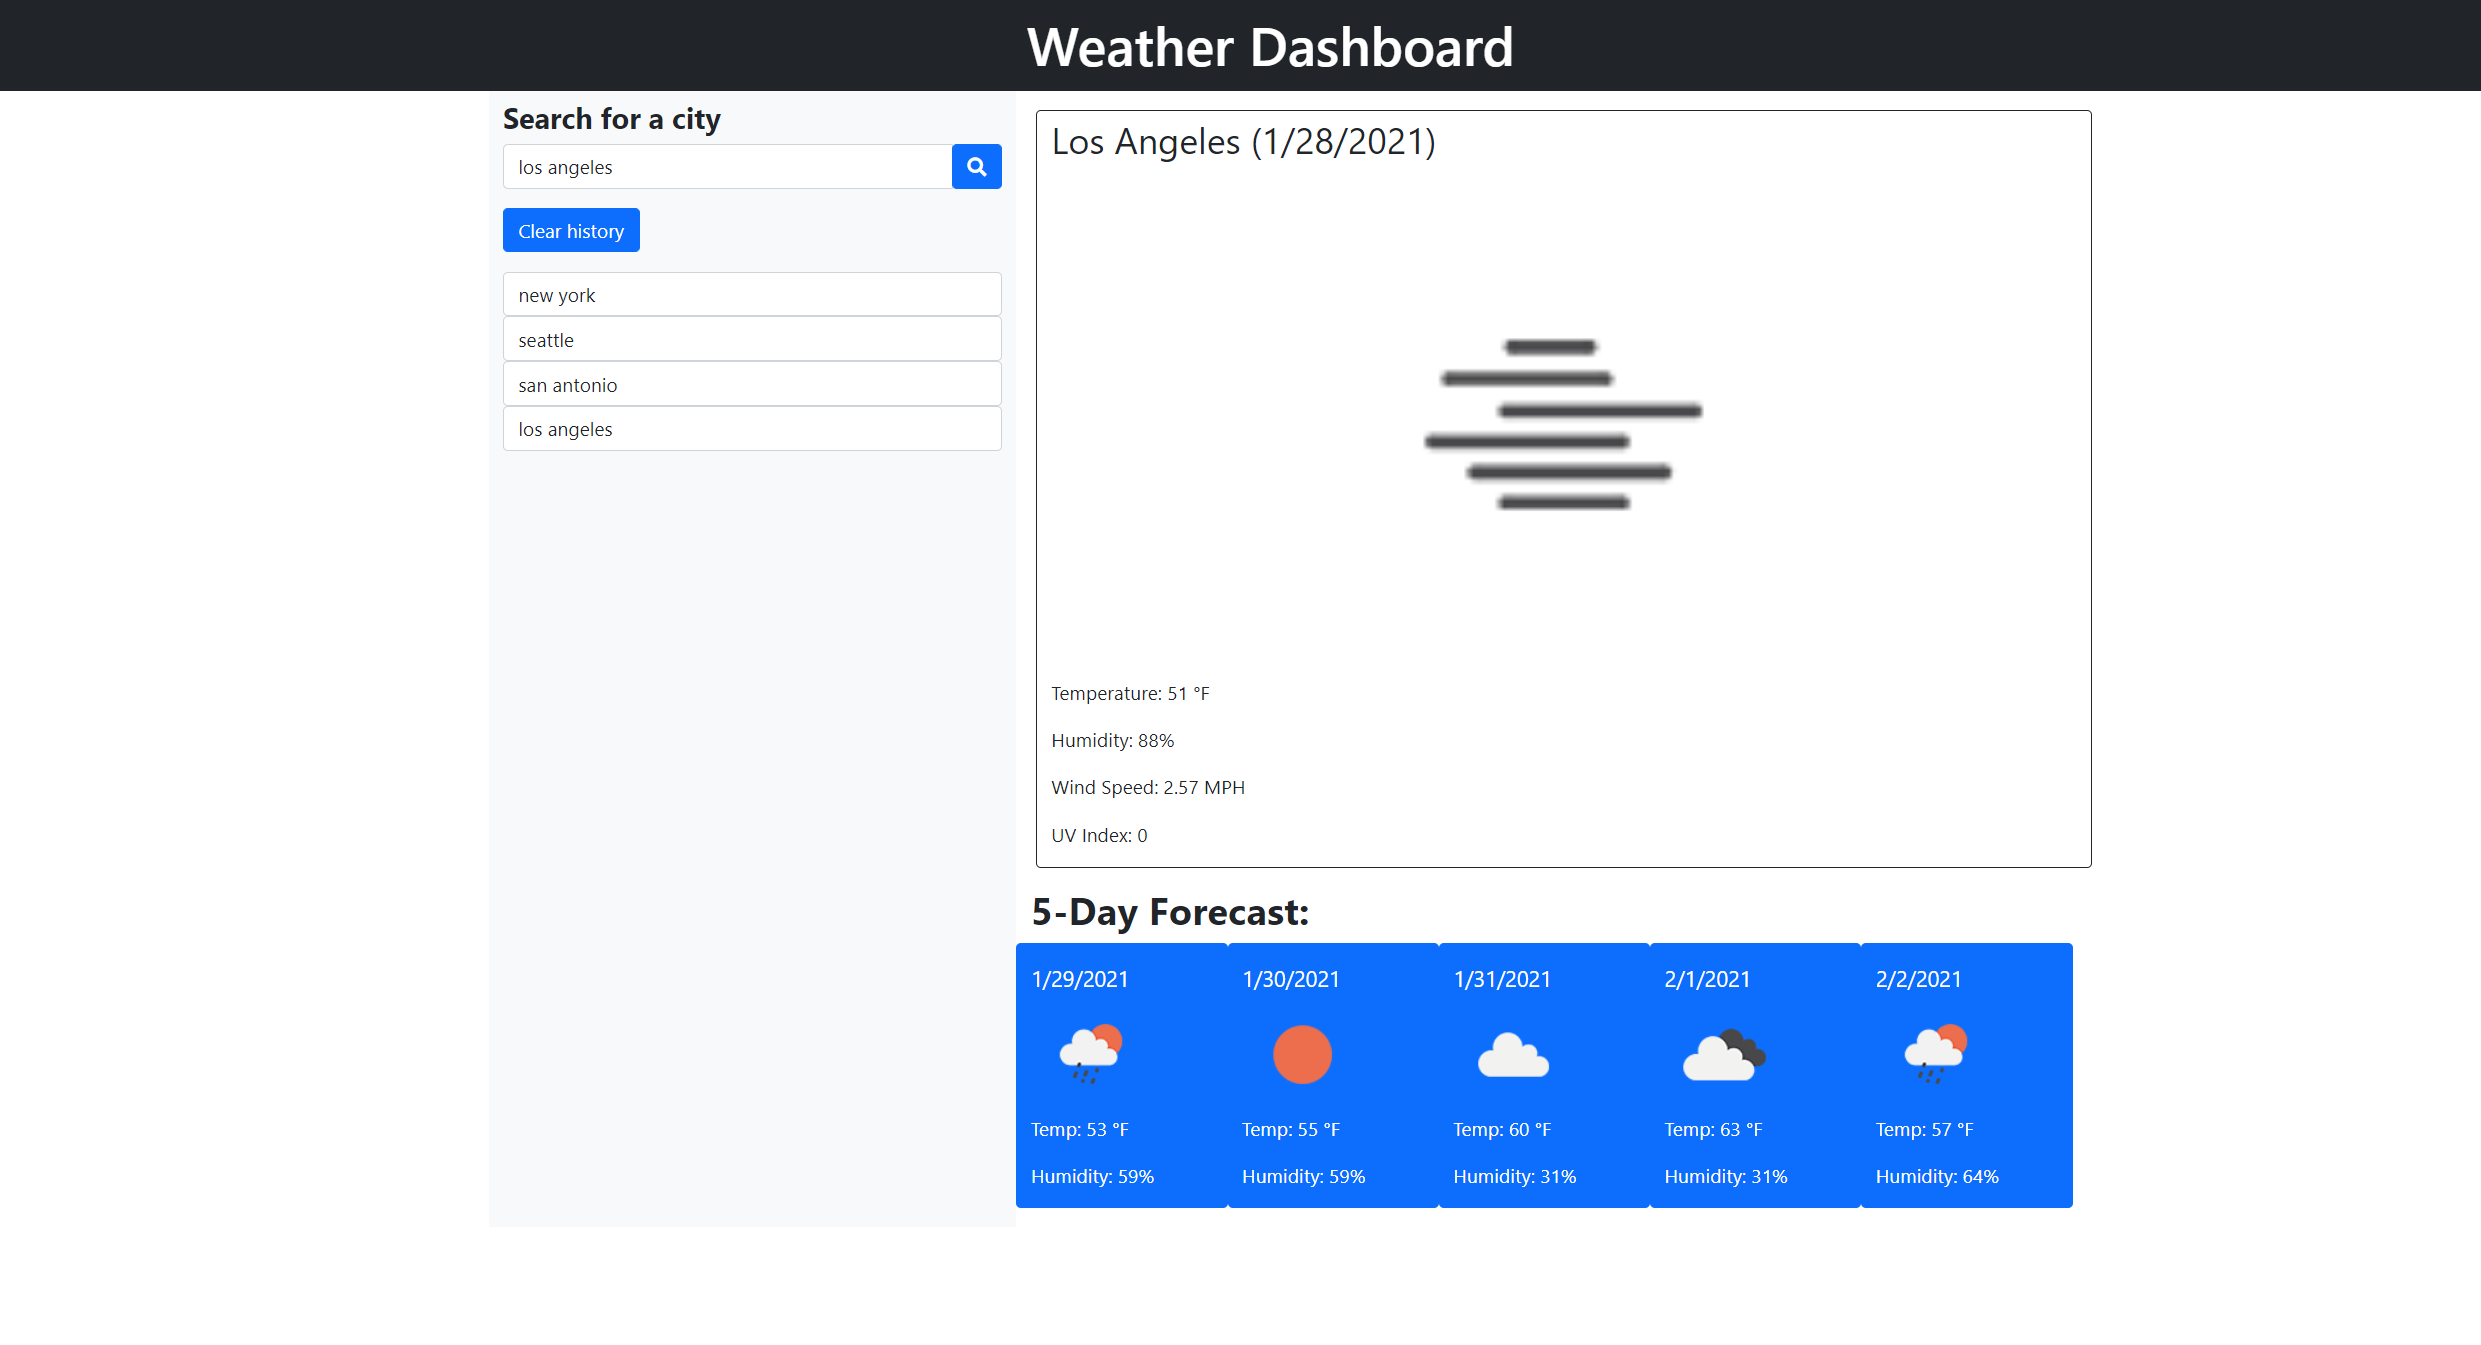 Weather Dashboard
Search for a city
los angeles
Clear history
new york
seattle
san antonio
los angeles
Los Angeles (1/28/2021)
Temperature: 51 °F
Humidity: 88%
Wind Speed: 2.57 MPH
UV Index: 0
5-Day Forecast:
1/29/2021
Temp: 53 °F
Humidity: 59%
1/30/2021
Temp: 55 °F
Humidity: 59%
1/31/2021
Temp: 60 °F
Humidity: 31%
2/1/2021
Temp: 63 °F
Humidity: 31%
2/2/2021
Temp: 57 °F
Humidity: 64%